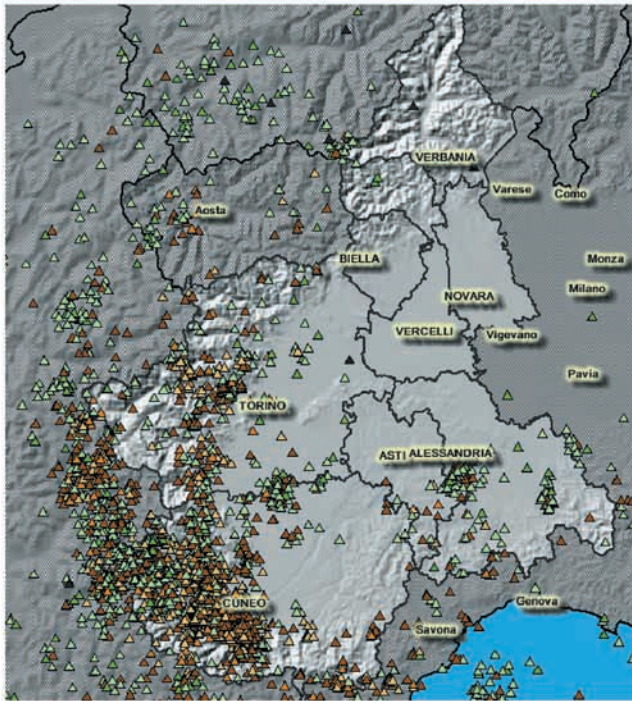 VERBANIA
Varese
Como
Aosta
BIELLA
Monza
Milano
NOVARA
VERCELLI
Vigevano
Pavia
TORINO
ASTI
ALESSANDRIA
CUNEO
Genova
Savona